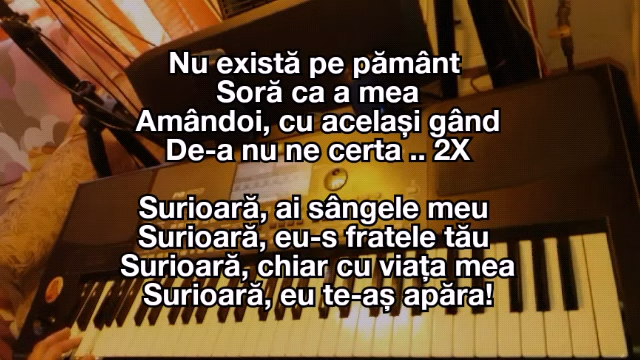 Nu există pe pământ
Soră ca a mea
Amândoi, cu același gând
De-a nu ne certa .. 2X
Surioară, ai sângele meu
Surioară, eu-s fratele tău
Surioară, chiar cu viața mea
Surioară, eu te-aș apăra!